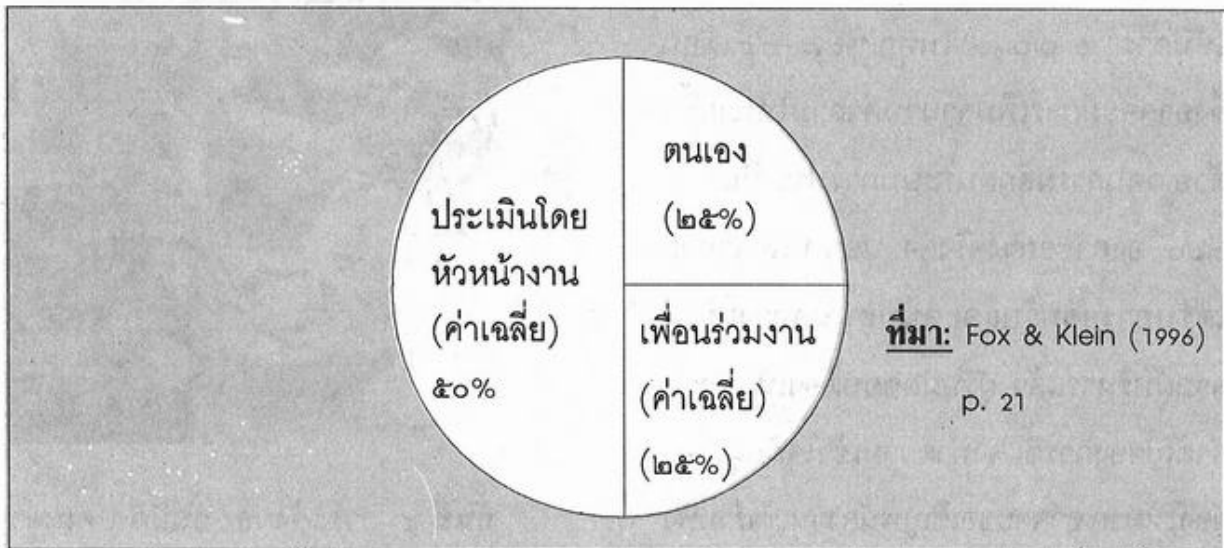 ประเมินโดย
หัวหน้างาน
(ค่าเฉลี่ย)
๕๐%
ตนเอง
(๒๕%)
เพื่อนร่วมงาน
(ค่าเฉลี่ย)
(๒๕%)
ที่มา: Fox & Klein (1996)
p. 21